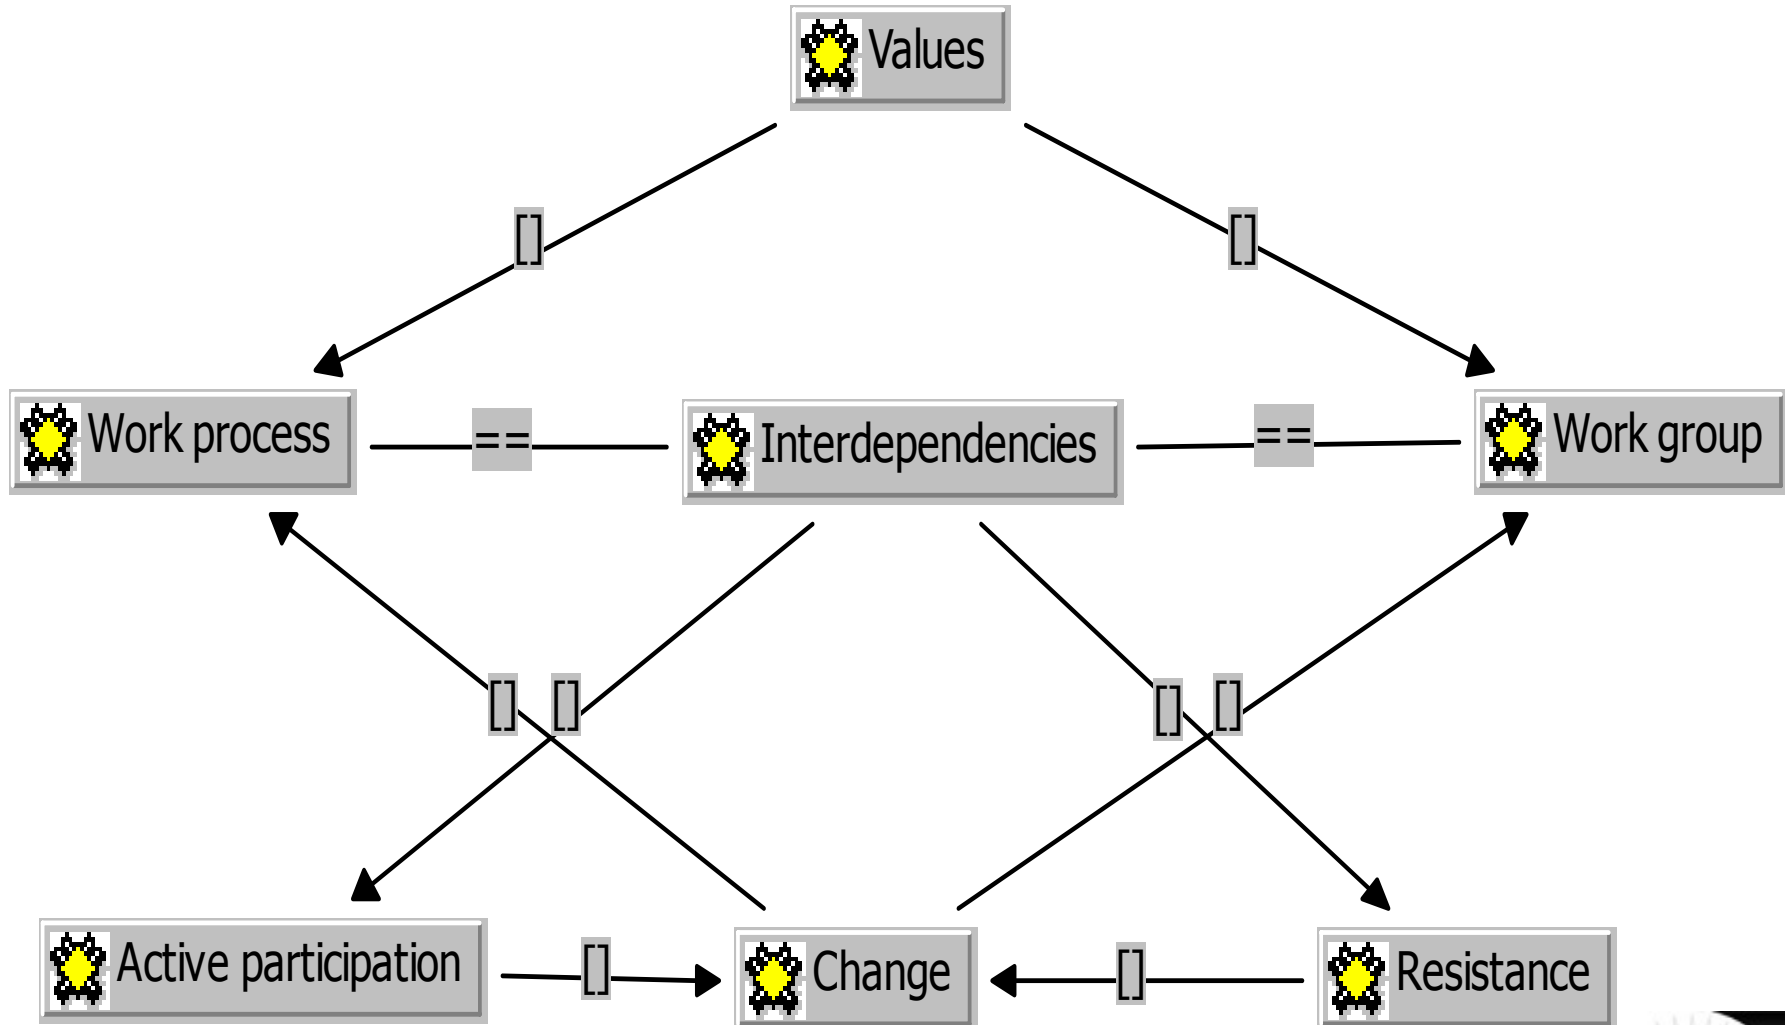 Values
[]
[]
Work process
==
Interdependencies
==
Work group
[]
[]
[]
[]
Active participation
[]
Change
[]
Resistance